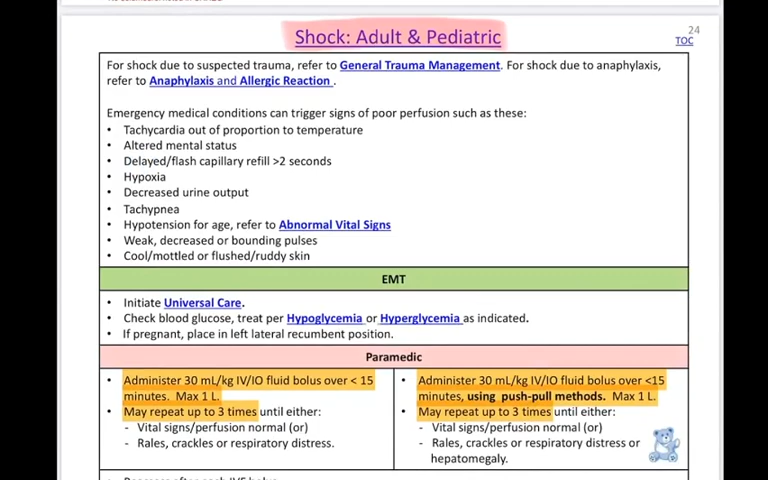 24
Shock: Adult & Pediatric
TOC
For shock due to suspected trauma, refer to General Trauma Management. For shock due to anaphylaxis,
refer to Anaphylaxis and Allergic Reaction .
Emergency medical conditions can trigger signs of poor perfusion such as these:
• Tachycardia out of proportion to temperature
• Altered mental status
• Delayed/flash capillary refill >2 seconds
• Hypoxia
• Decreased urine output
• Tachypnea
• Hypotension for age, refer to Abnormal Vital Signs
• Weak, decreased or bounding pulses
• Cool/mottled or flushed/ruddy skin
EMT
• Initiate Universal Care.
• Check blood glucose, treat per Hypoglycemia or Hyperglycemia as indicated.
• If pregnant, place in left lateral recumbent position.
Paramedic
• Administer 30 mL/kg IV/IO fluid bolus over < 15
minutes. Max 1 L.
• May repeat up to 3 times until either:
- Vital signs/perfusion normal (or)
- Rales, crackles or respiratory distress.
• Administer 30 mL/kg IV/IO fluid bolus over <15
minutes, using push-pull methods. Max 1 L.
• May repeat up to 3 times until either:
- Vital signs/perfusion normal (or)
- Rales, crackles or respiratory distress or
hepatomegaly.